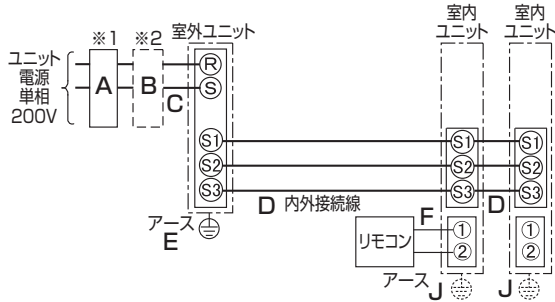 ※1
※2
室外ユニット
室内
ユニット
室内
ユニット
ユニット
電源
単相
200V
A
B
C
R
S
S1
S2
S3
S1
S2
S3
S1
S2
S3
D 内外接続線
D
アース
E
F
リモコン
①
②
①
②
アース J
J